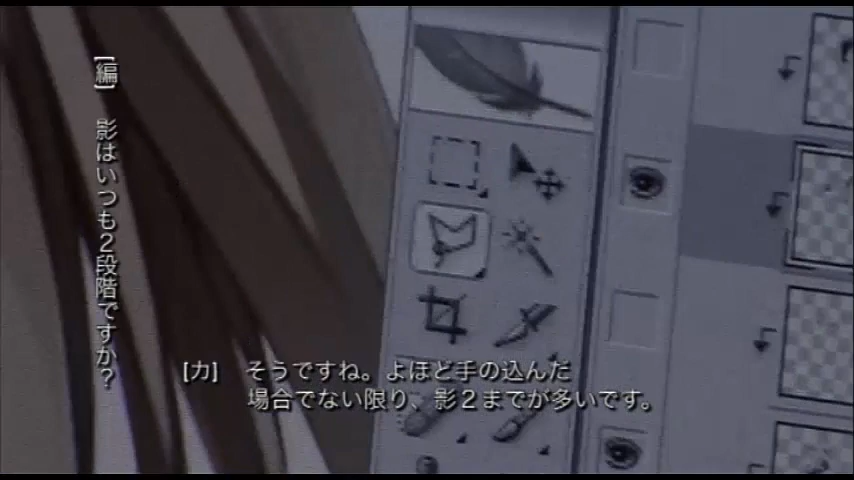 [編] 影はいつも2段階ですか？
[カ] そうですね。よほど手の込んだ
場合でない限り、影２までが多いです。